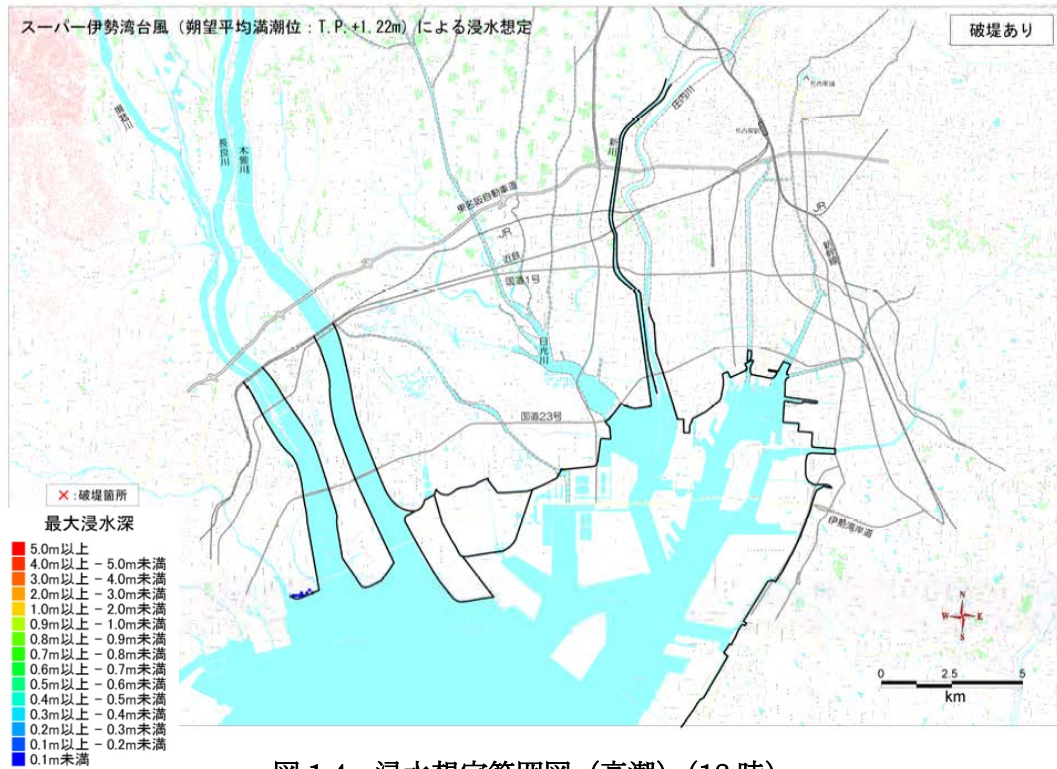 スーパー伊勢湾台風（朔望平均満潮位：T.P.+1.22m）による浸水想定
破堤あり
揖斐川
長良川
木曽川
新川
庄内川
名古屋城
名古屋駅
東名阪自動車道
JR
近鉄
国道1号
JR
新幹線
日光川
国道23号
伊勢湾岸道
×:破堤箇所
最大浸水深
5.0m以上
4.0m以上 - 5.0m未満
3.0m以上 - 4.0m未満
2.0m以上 - 3.0m未満
1.0m以上 - 2.0m未満
0.9m以上 - 1.0m未満
0.8m以上 - 0.9m未満
0.7m以上 - 0.8m未満
0.6m以上 - 0.7m未満
0.5m以上 - 0.6m未満
0.4m以上 - 0.5m未満
0.3m以上 - 0.4m未満
0.2m以上 - 0.3m未満
0.1m以上 - 0.2m未満
0.1m未満
N
W E
S
0 2.5 5
km